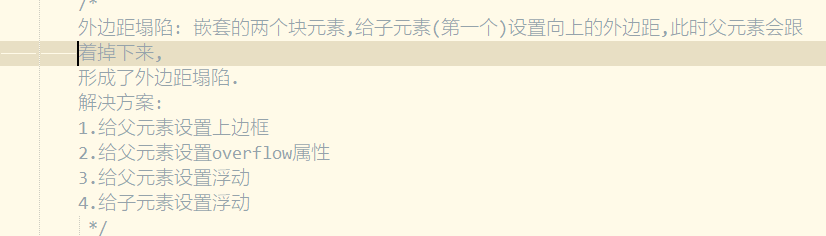 /*
外边距塌陷: 嵌套的两个块元素,给子元素(第一个)设置向上的外边距,此时父元素会跟
着掉下来,
形成了外边距塌陷.
解决方案:
1.给父元素设置上边框
2.给父元素设置overflow属性
3.给父元素设置浮动
4.给子元素设置浮动
*/